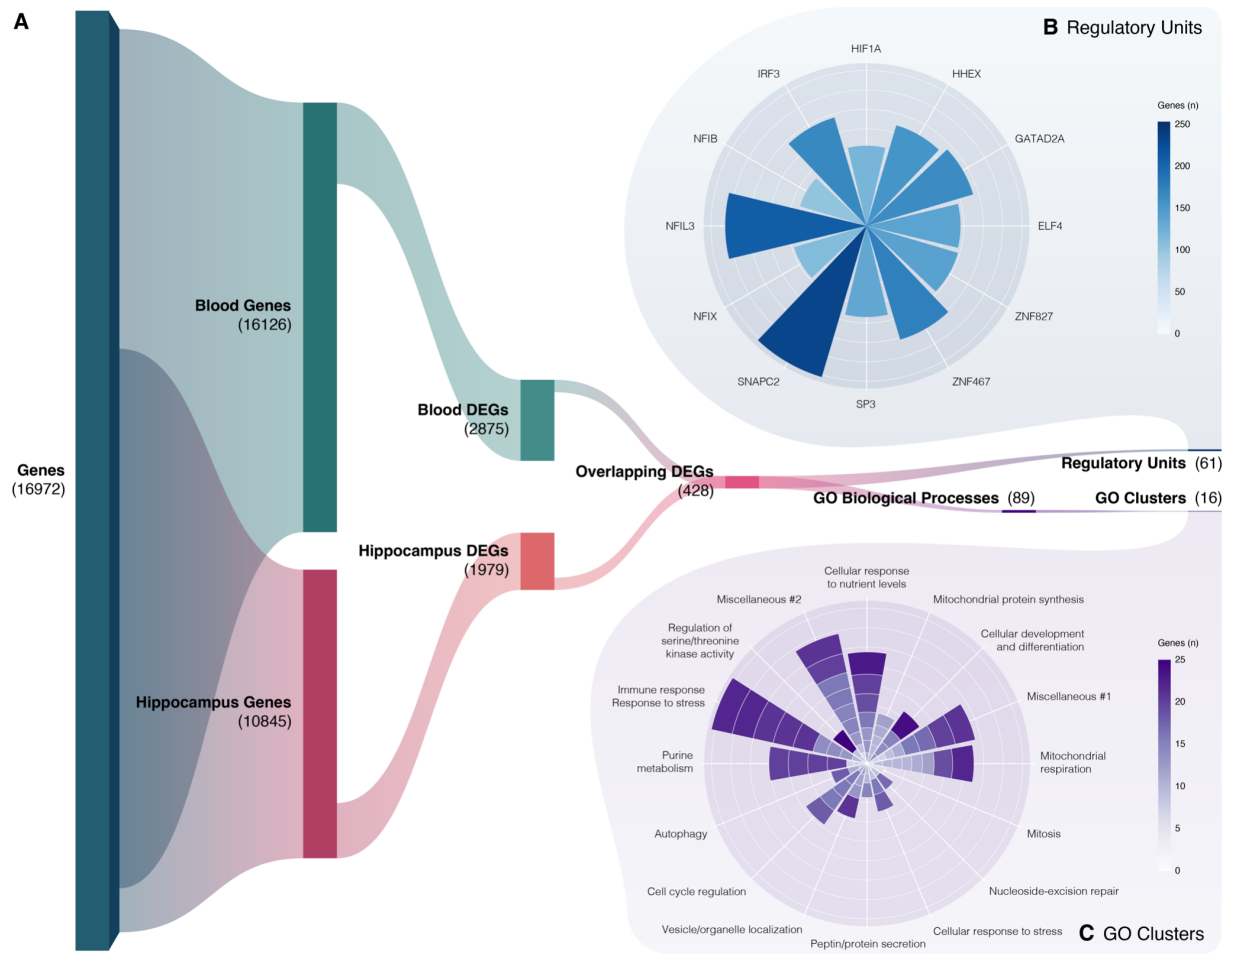 A
Genes
(16972)
Blood Genes
(16126)
Hippocampus Genes
(10845)
Blood DEGs
(2875)
Hippocampus DEGs
(1979)
Overlapping DEGs
(428)
Regulatory Units (61)
GO Biological Processes (89)
GO Clusters (16)
B Regulatory Units
HIF1A
HHEX
GATAD2A
ELF4
ZNF827
ZNF467
SP3
SNAPC2
NFIX
NFIL3
NFIB
IRF3
Genes (n)
250
200
150
100
50
0
Cellular response
to nutrient levels
Mitochondrial protein synthesis
Cellular development
and differentiation
Miscellaneous #1
Mitochondrial
respiration
Mitosis
Nucleoside-excision repair
Cellular response to stress
Peptin/protein secretion
Vesicle/organelle localization
Cell cycle regulation
Autophagy
Purine
metabolism
Immune response
Response to stress
Regulation of
serine/threonine
kinase activity
Miscellaneous #2
Genes (n)
25
20
15
10
5
0
C GO Clusters